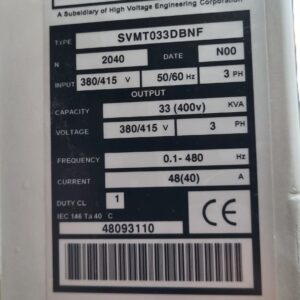 A Subsidiary of High Voltage Engineering Corporation
TYPE SVMT033DBNF
N 2040 DATE N00
INPUT 380/415 V 50/60 Hz 3 PH
OUTPUT
CAPACITY 33 (400v) KVA
VOLTAGE 380/415 V 3 PH
FREQUENCY 0.1- 480 Hz
CURRENT 48(40) A
DUTY CL 1
IEC 146 Ta 40 C
48093110
CE